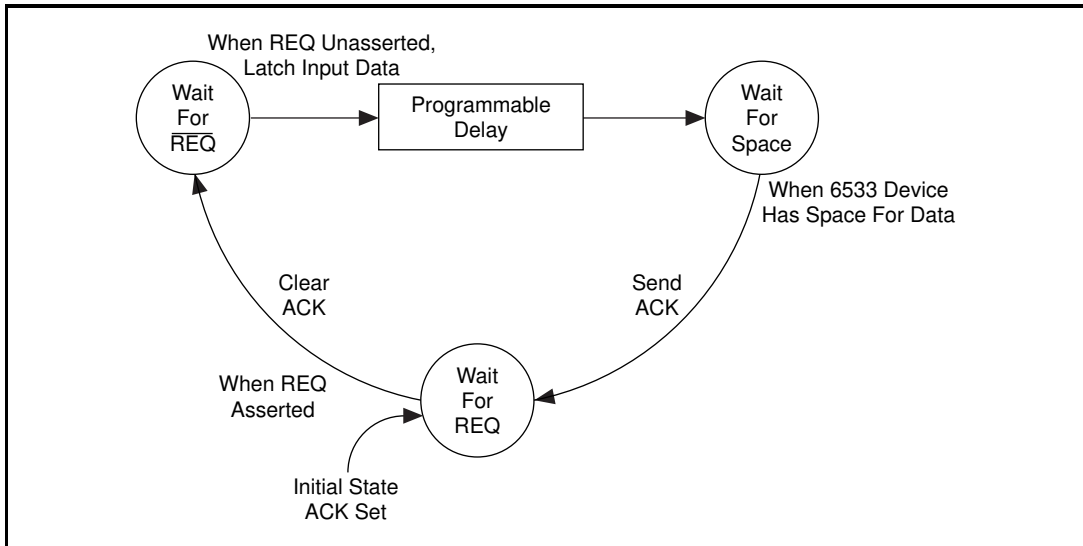 When REQ Unasserted,
Latch Input Data
Wait
For
R̅E̅Q̅
Programmable
Delay
Wait
For
Space
When 6533 Device
Has Space For Data
Clear
ACK
Send
ACK
When REQ
Asserted
Wait
For
REQ
Initial State
ACK Set